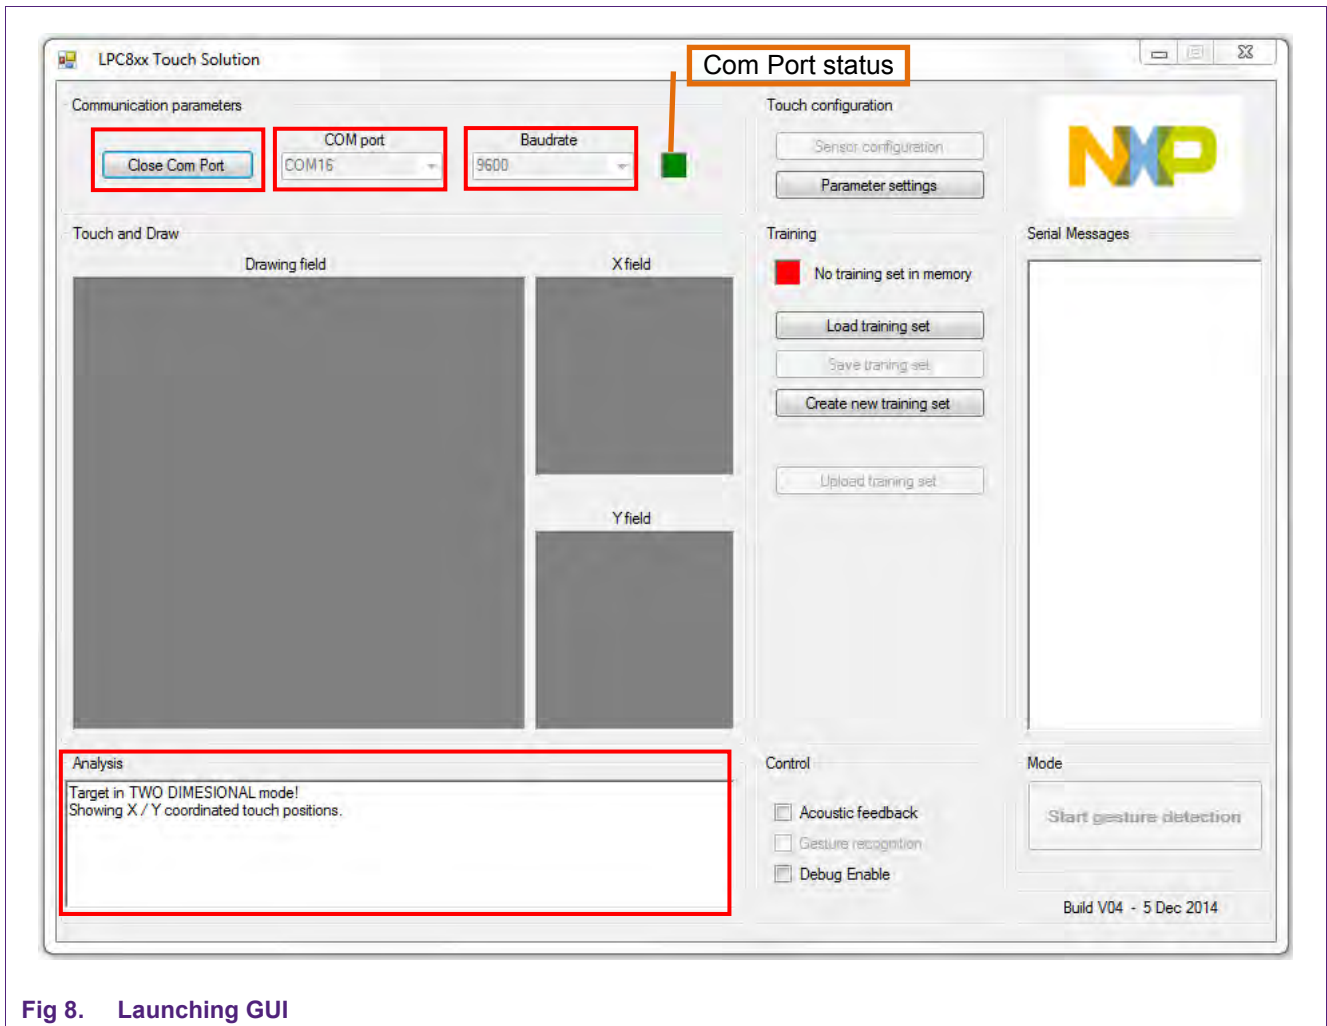 LPC8xx Touch Solution
Com Port status
Communication parameters
COM port
Baudrate
Close Com Port
COM16
9600
Touch configuration
Sensor configuration
Parameter settings
NXP
Touch and Draw
Drawing field
X field
Y field
Training
No training set in memory
Load training set
Save traning set
Create new training set
Upload training set
Serial Messages
Analysis
Target in TWO DIMESIONAL mode!
Showing X / Y coordinated touch positions.
Control
Acoustic feedback
Gesture recognition
Debug Enable
Mode
Start gesture detection
Build V04 - 5 Dec 2014
Fig 8. Launching GUI